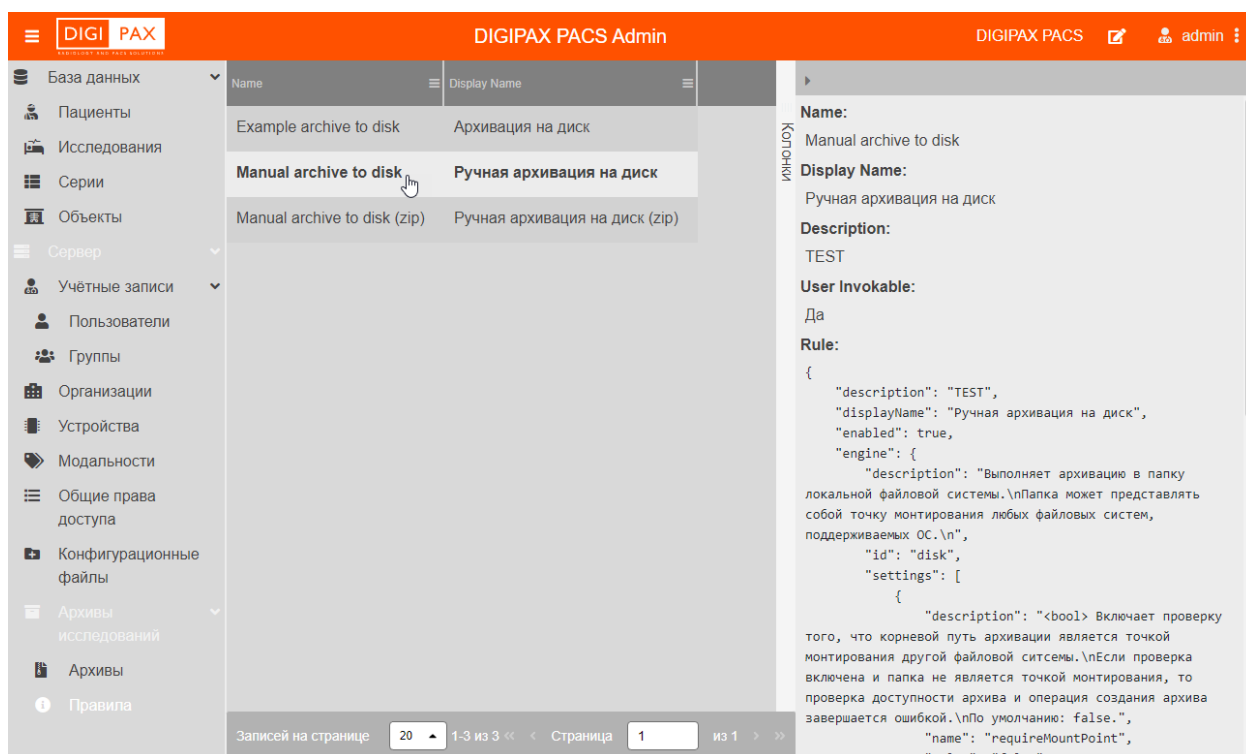 DIGI PAX
DIGIPAX PACS Admin
DIGIPAX PACS
admin
База данных
Пациенты
Исследования
Серии
Объекты
Сервер
Учётные записи
Пользователи
Группы
Организации
Устройства
Модальности
Общие права
доступа
Конфигурационные
файлы
Архивы
исследований
Архивы
Правила
Name Display Name
Example archive to disk Архивация на диск
Manual archive to disk Ручная архивация на диск
Manual archive to disk (zip) Ручная архивация на диск (zip)
Записей на странице 20 1-3 из 3 « ‹ Страница 1 из 1 › »
Колонки
Name:
Manual archive to disk
Display Name:
Ручная архивация на диск
Description:
TEST
User Invokable:
Да
Rule:
{
"description": "TEST",
"displayName": "Ручная архивация на диск",
"enabled": true,
"engine": {
"description": "Выполняет архивацию в папку
локальной файловой системы.\nПапка может представлять
собой точку монтирования любых файловых систем,
поддерживаемых ОС.\n",
"id": "disk",
"settings": [
{
"description": "<bool> Включает проверку
того, что корневой путь архивации является точкой
монтирования другой файловой ситсемы.\nЕсли проверка
включена и папка не является точкой монтирования, то
проверка доступности архива и операция создания архива
завершается ошибкой.\nПо умолчанию: false.",
"name": "requireMountPoint",